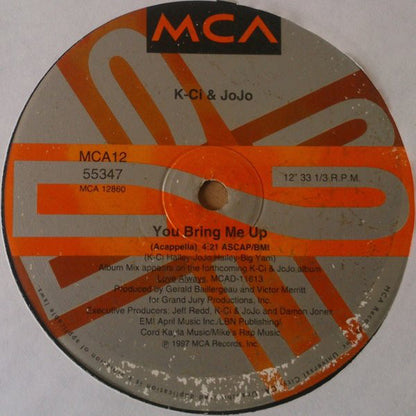 MCA
K-Ci & JoJo
MCA12
55347
MCA 12860
12" 33 1/3 R.P.M.
You Bring Me Up
(Acappella) 4:21 ASCAP/BMI
(K-Ci Hailey-JoJo Hailey-Big Yam)
*Album Mix appears on the forthcoming K-Ci & JoJo album
Love Always, MCAD-11613
Produced by Gerald Baillergeau and Victor Merritt
for Grand Jury Productions, Inc.
Executive Producers: Jeff Redd, K-Ci & JoJo and Damon Jones
EMI April Music Inc./LBN Publishing/
Cord Kayla Music/Mike's Rap Music
℗ 1997 MCA Records, Inc.